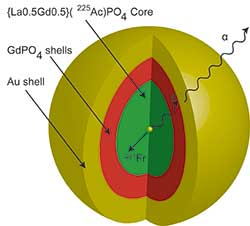 {La0.5Gd0.5}(²²⁵Ac)PO₄ Core
GdPO₄ shells
Au shell
α
Fr